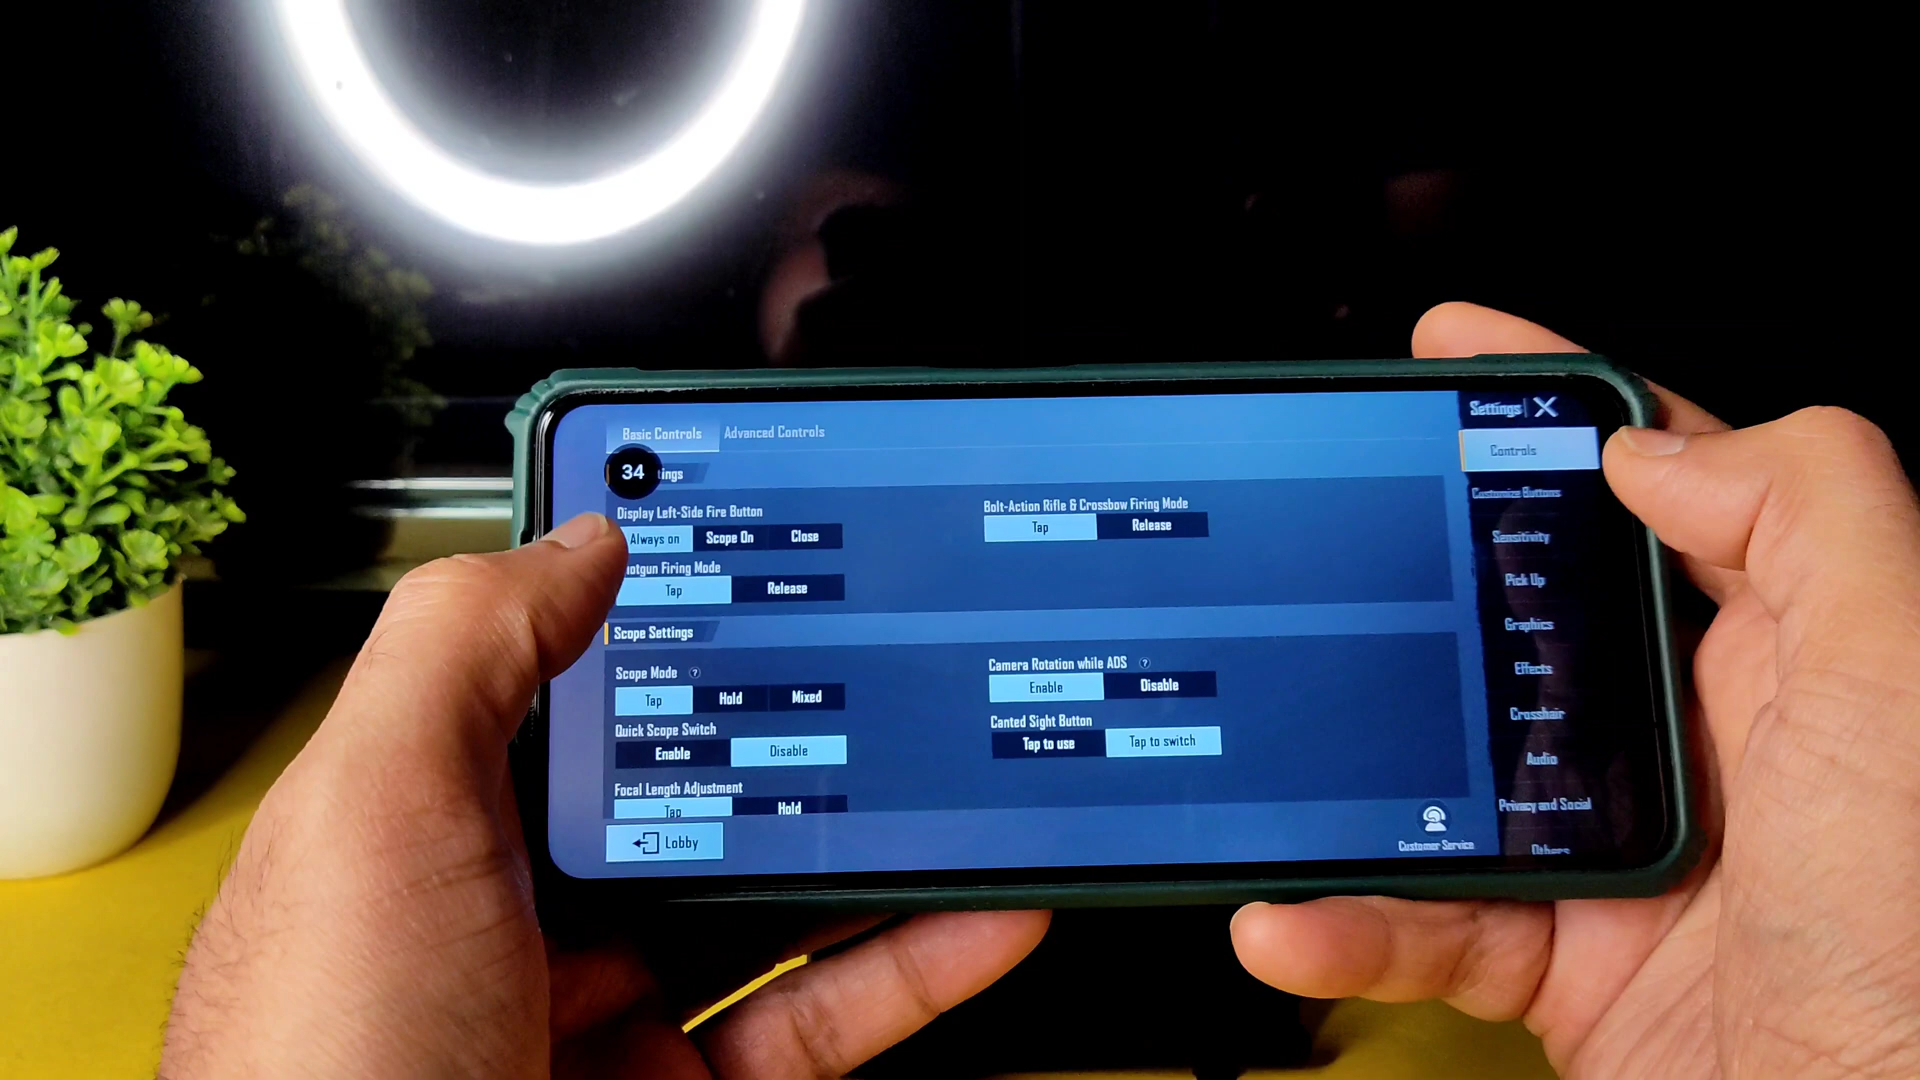 Basic Controls Advanced Controls
Settings X
34 ings
Controls
Display Left-Side Fire Button
Always on Scope On Close
Bolt-Action Rifle & Crossbow Firing Mode
Tap Release
otgun Firing Mode
Tap Release
Scope Settings
Scope Mode ?
Tap Hold Mixed
Camera Rotation while ADS ?
Enable Disable
Quick Scope Switch
Enable Disable
Canted Sight Button
Tap to use Tap to switch
Focal Length Adjustment
Tap Hold
Lobby
Customer Service
Customize Buttons
Sensitivity
Pick Up
Graphics
Effects
Crosshair
Audio
Privacy and Social
Others